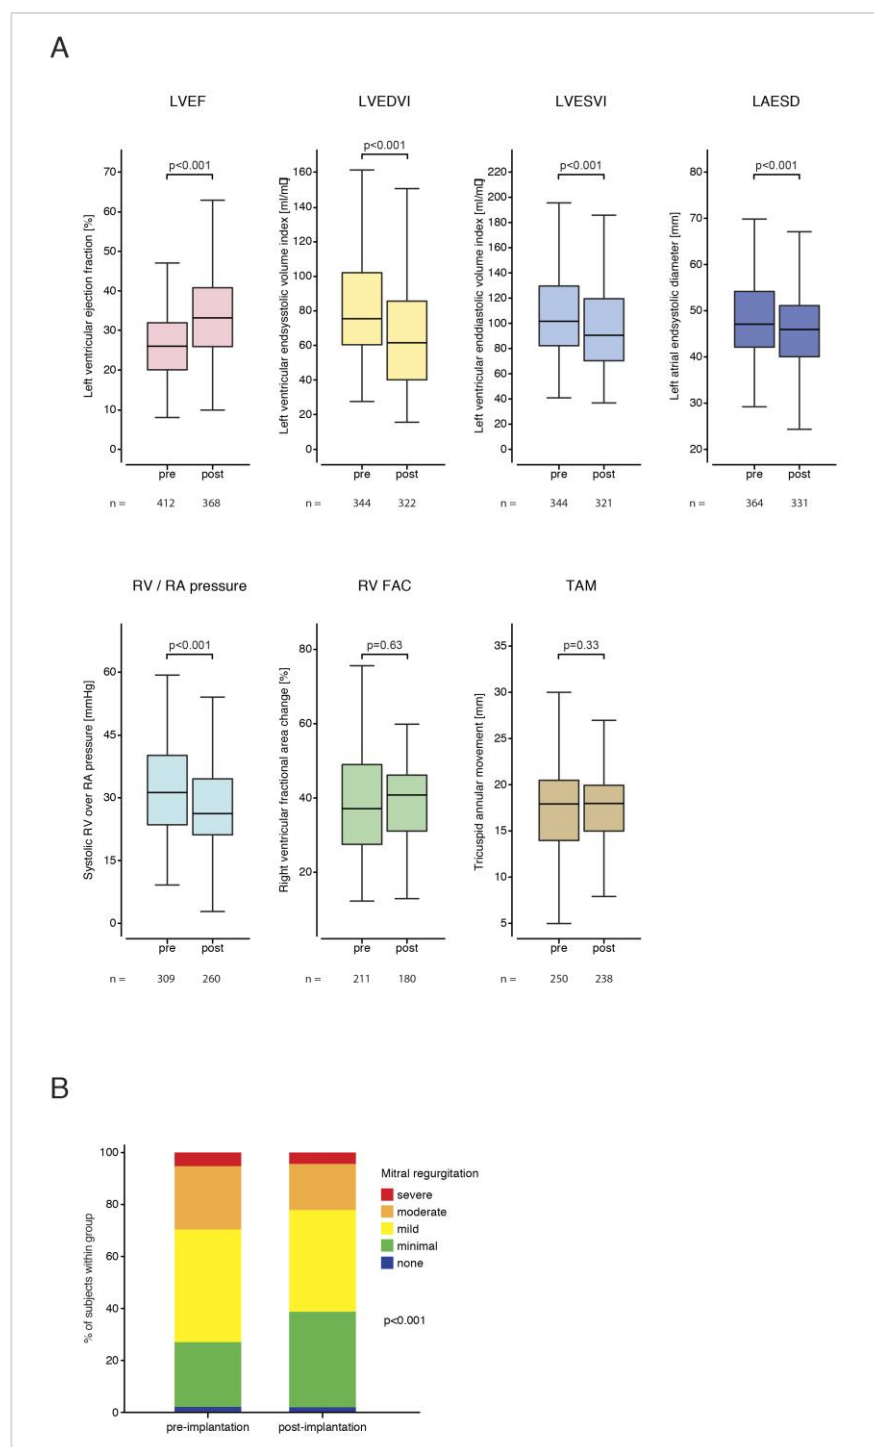 A
LVEF
LVEDVI
LVESVI
LAESD
Left ventricular ejection fraction [%]
70
60
50
40
30
20
10
0
p<0.001
pre post
n = 412 368
Left ventricular endsysstolic volume index [ml/m▯]
160
140
120
100
80
60
40
20
0
p<0.001
pre post
344 322
Left ventricular enddiastolic volume index [ml/m▯]
220
200
180
160
140
120
100
80
60
40
20
0
p<0.001
pre post
n = 344 321
Left atrial endsystolic diameter [mm]
80
70
60
50
40
30
20
p<0.001
pre post
n = 364 331
RV / RA pressure
RV FAC
TAM
Systolic RV over RA pressure [mmHg]
60
45
30
15
0
p<0.001
pre post
n = 309 260
Right ventricular fractional area change [%]
80
60
40
20
p=0.63
pre post
n = 211 180
Tricuspid annular movement [mm]
35
30
25
20
15
10
5
p=0.33
pre post
n = 250 238
B
% of subjects within group
100
80
60
40
20
0
pre-implantation post-implantation
Mitral regurgitation
severe
moderate
mild
minimal
none
p<0.001